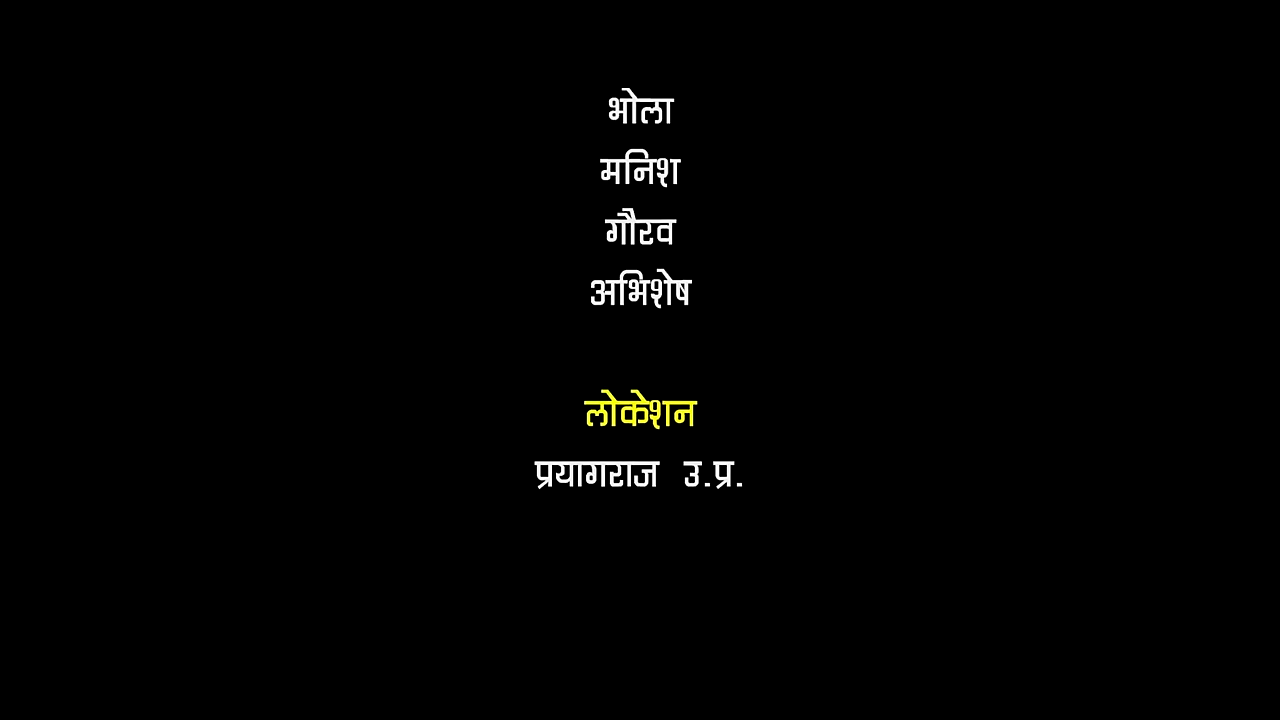 भोला
मनिश
गौरव
अभिशेष
लोकेशन
प्रयागराज उ.प्र.